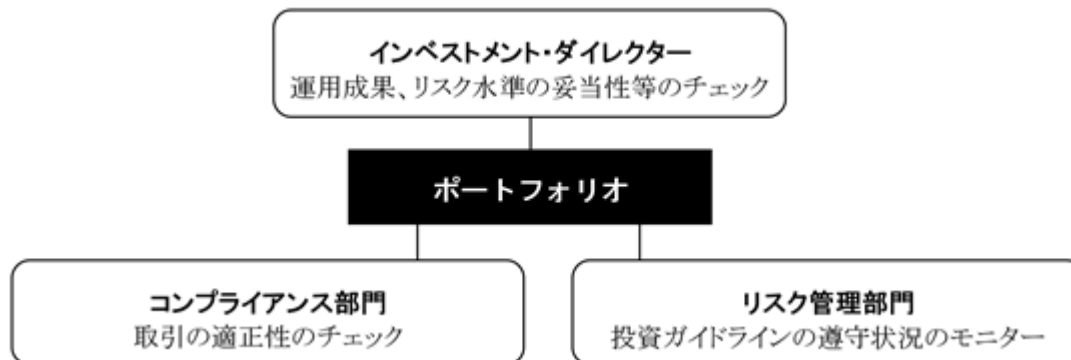 インベストメント・ダイレクター
運用成果、リスク水準の妥当性等のチェック
ポートフォリオ
コンプライアンス部門
取引の適正性のチェック
リスク管理部門
投資ガイドラインの遵守状況のモニター